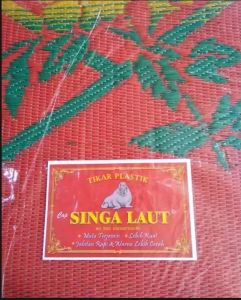 TIKAR PLASTIK
Cap SINGA LAUT
• Mutu Terjamin • Lebih Kuat
• Jahitan Rapi & Warna Lebih Cerah